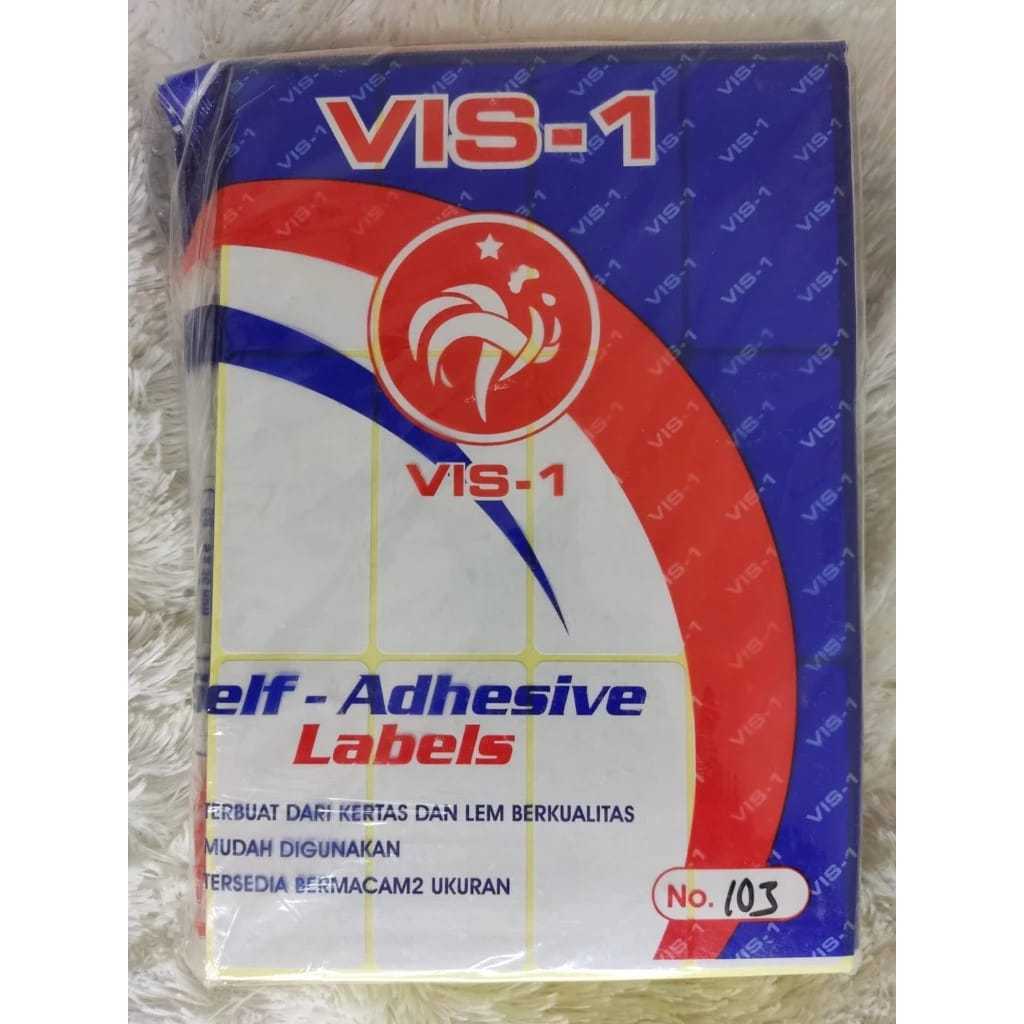 VIS-1
VIS-1
elf - Adhesive
Labels
TERBUAT DARI KERTAS DAN LEM BERKUALITAS
MUDAH DIGUNAKAN
TERSEDIA BERMACAM2 UKURAN
No. 103